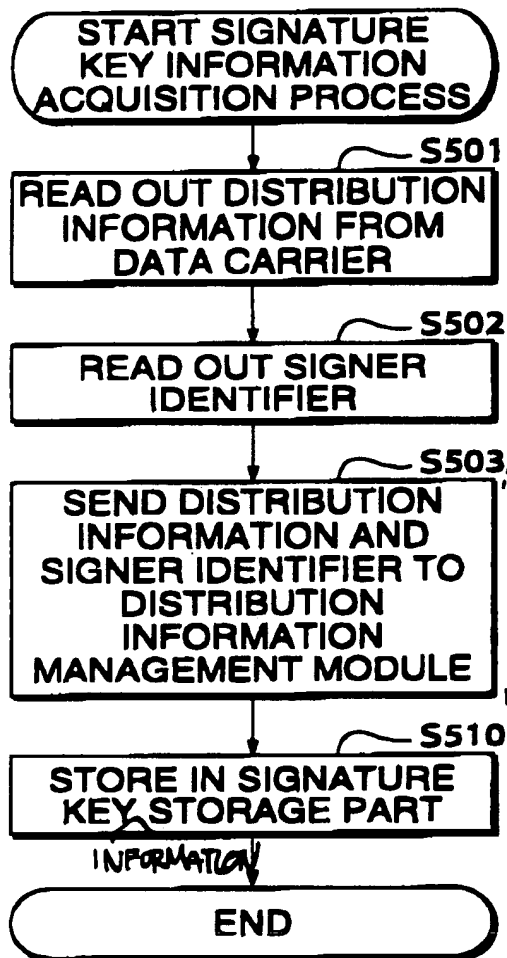 START SIGNATURE
KEY INFORMATION
ACQUISITION PROCESS
S501
READ OUT DISTRIBUTION
INFORMATION FROM
DATA CARRIER
S502
READ OUT SIGNER
IDENTIFIER
S503
SEND DISTRIBUTION
INFORMATION AND
SIGNER IDENTIFIER TO
DISTRIBUTION
INFORMATION
MANAGEMENT MODULE
S510
STORE IN SIGNATURE
KEY STORAGE PART
INFORMATION
END